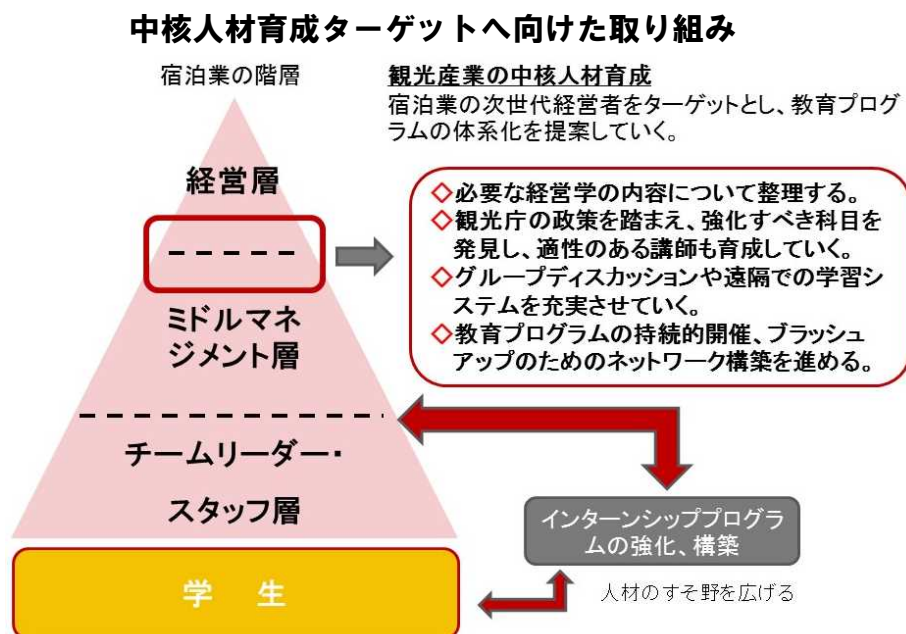 中核人材育成ターゲットへ向けた取り組み
宿泊業の階層
観光産業の中核人材育成
宿泊業の次世代経営者をターゲットとし、教育プログ
ラムの体系化を提案していく。
経営層
◇必要な経営学の内容について整理する。
◇観光庁の政策を踏まえ、強化すべき科目を
発見し、適性のある講師も育成していく。
◇グループディスカッションや遠隔での学習シ
ステムを充実させていく。
◇教育プログラムの持続的開催、ブラッシュ
アップのためのネットワーク構築を進める。
ミドルマネ
ジメント層
チームリーダー・
スタッフ層
インターンシッププログラ
ムの強化、構築
学 生
人材のすそ野を広げる